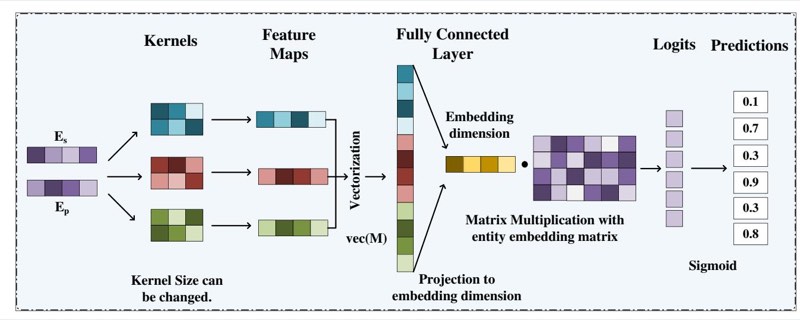 Kernels
Feature
Maps
Fully Connected
Layer
Logits
Predictions
E_s
E_p
Vectorization
vec(M)
Embedding
dimension
0.1
0.7
0.3
0.9
0.3
0.8
Matrix Multiplication with
entity embedding matrix
Kernel Size can
be changed.
Projection to
embedding dimension
Sigmoid